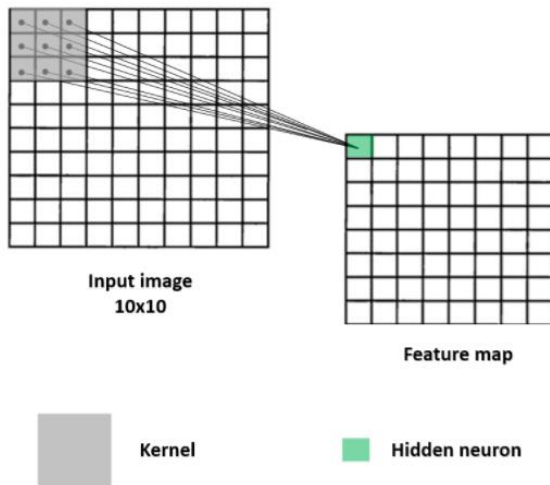 Input image
10x10
Feature map
Kernel
Hidden neuron